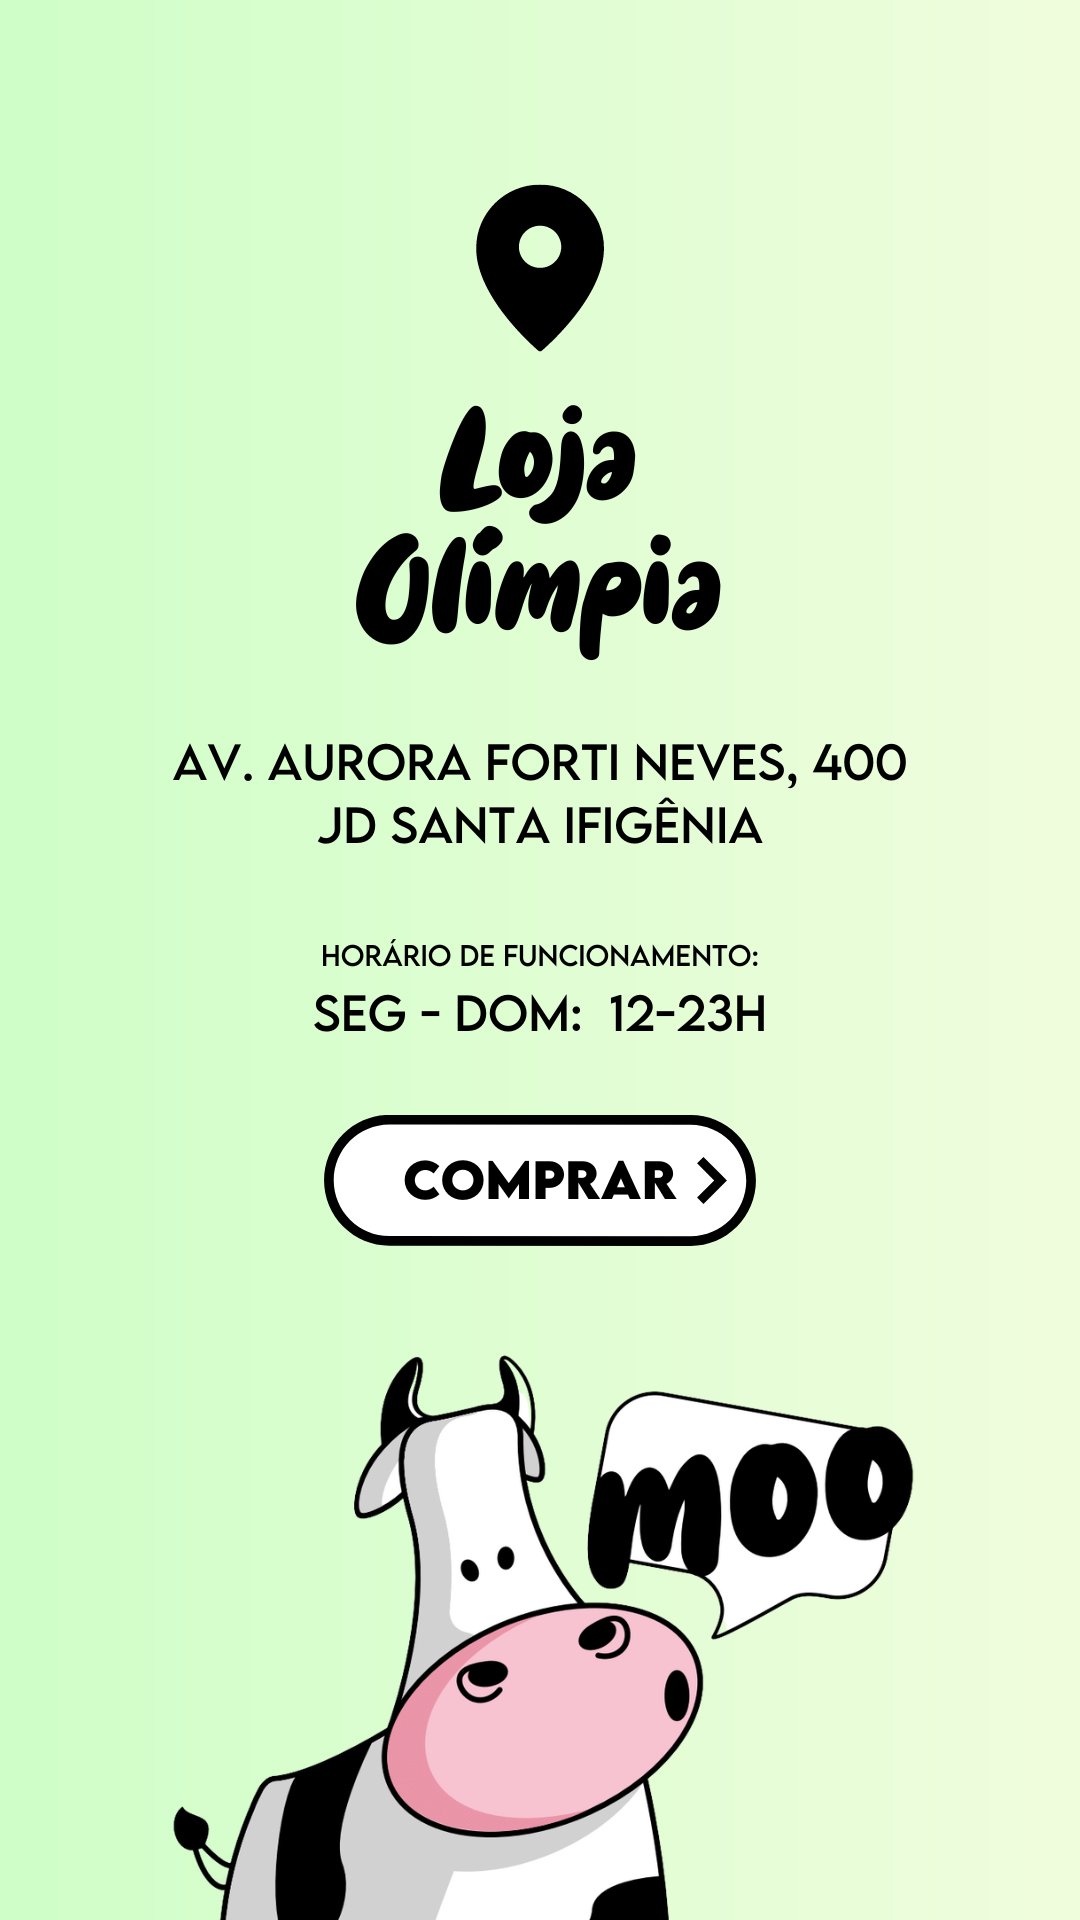 Loja
Olímpia
AV. AURORA FORTI NEVES, 400
JD SANTA IFIGÊNIA
HORÁRIO DE FUNCIONAMENTO:
SEG - DOM: 12-23H
COMPRAR
MOO